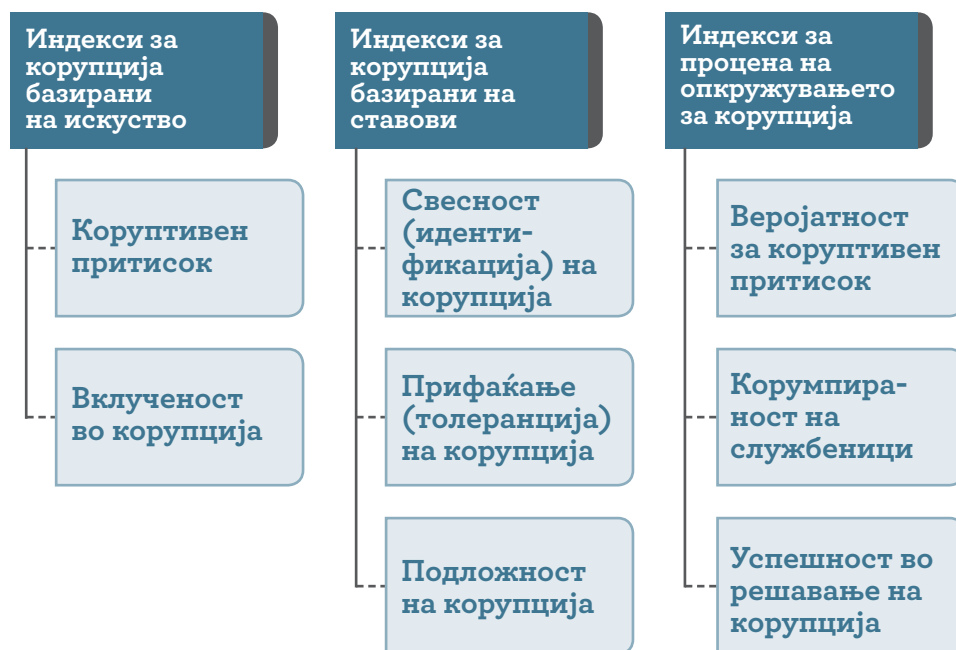 Индекси за
корупција
базирани
на искуство
Коруптивен
притисок
Вклученост
во корупција
Индекси за
корупција
базирани на
ставови
Свесност
(иденти-
фикација) на
корупција
Прифаќање
(толеранција)
на корупција
Подложност
на корупција
Индекси за
процена на
опкружувањето
за корупција
Веројатност
за коруптивен
притисок
Корумпира-
ност на
службеници
Успешност во
решавање на
корупција